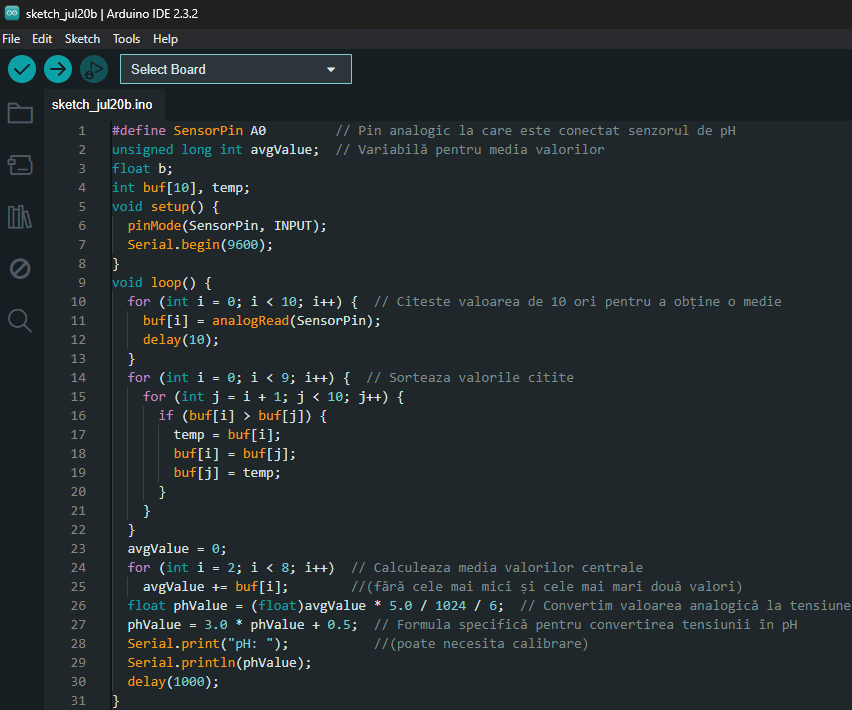 sketch_jul20b | Arduino IDE 2.3.2
File Edit Sketch Tools Help
Select Board
sketch_jul20b.ino
1 #define SensorPin A0 // Pin analogic la care este conectat senzorul de pH
2 unsigned long int avgValue; // Variabilă pentru media valorilor
3 float b;
4 int buf[10], temp;
5 void setup() {
6 pinMode(SensorPin, INPUT);
7 Serial.begin(9600);
8 }
9 void loop() {
10 for (int i = 0; i < 10; i++) { // Citeste valoarea de 10 ori pentru a obține o medie
11 buf[i] = analogRead(SensorPin);
12 delay(10);
13 }
14 for (int i = 0; i < 9; i++) { // Sorteaza valorile citite
15 for (int j = i + 1; j < 10; j++) {
16 if (buf[i] > buf[j]) {
17 temp = buf[i];
18 buf[i] = buf[j];
19 buf[j] = temp;
20 }
21 }
22 }
23 avgValue = 0;
24 for (int i = 2; i < 8; i++) // Calculeaza media valorilor centrale
25 avgValue += buf[i]; //(fără cele mai mici și cele mai mari două valori)
26 float phValue = (float)avgValue * 5.0 / 1024 / 6; // Convertim valoarea analogică la tensiune
27 phValue = 3.0 * phValue + 0.5; // Formula specifică pentru convertirea tensiunii în pH
28 Serial.print("pH: "); //(poate necesita calibrare)
29 Serial.println(phValue);
30 delay(1000);
31 }